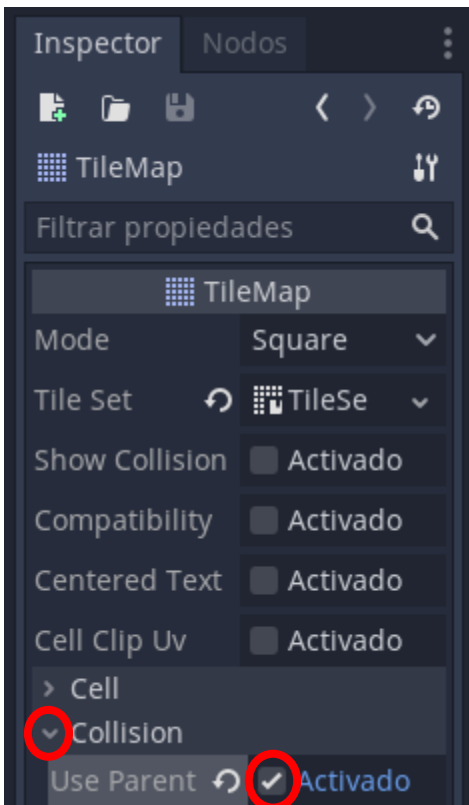 Inspector Nodos
TileMap
Filtrar propiedades
TileMap
Mode Square
Tile Set TileSe
Show Collision Activado
Compatibility Activado
Centered Text Activado
Cell Clip Uv Activado
Cell
Collision
Use Parent Activado